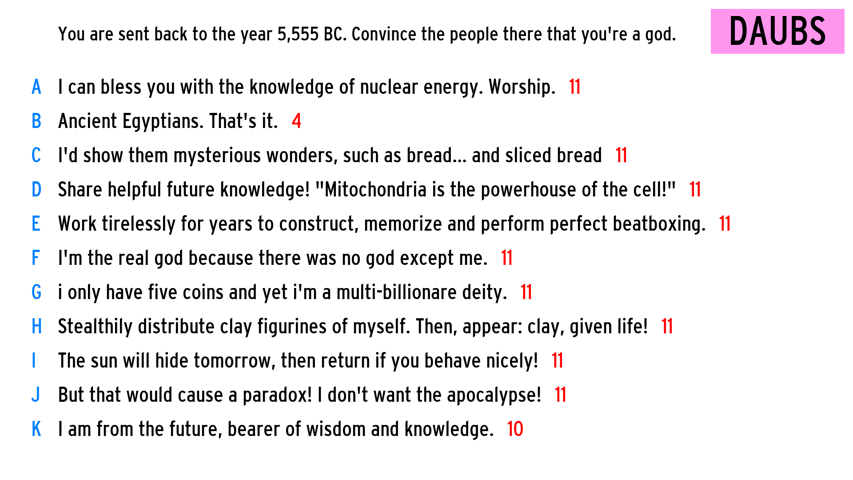 You are sent back to the year 5,555 BC. Convince the people there that you're a god.
DAUBS
A I can bless you with the knowledge of nuclear energy. Worship. 11
B Ancient Egyptians. That's it. 4
C I'd show them mysterious wonders, such as bread... and sliced bread 11
D Share helpful future knowledge! "Mitochondria is the powerhouse of the cell!" 11
E Work tirelessly for years to construct, memorize and perform perfect beatboxing. 11
F I'm the real god because there was no god except me. 11
G i only have five coins and yet i'm a multi-billionare deity. 11
H Stealthily distribute clay figurines of myself. Then, appear: clay, given life! 11
I The sun will hide tomorrow, then return if you behave nicely! 11
J But that would cause a paradox! I don't want the apocalypse! 11
K I am from the future, bearer of wisdom and knowledge. 10